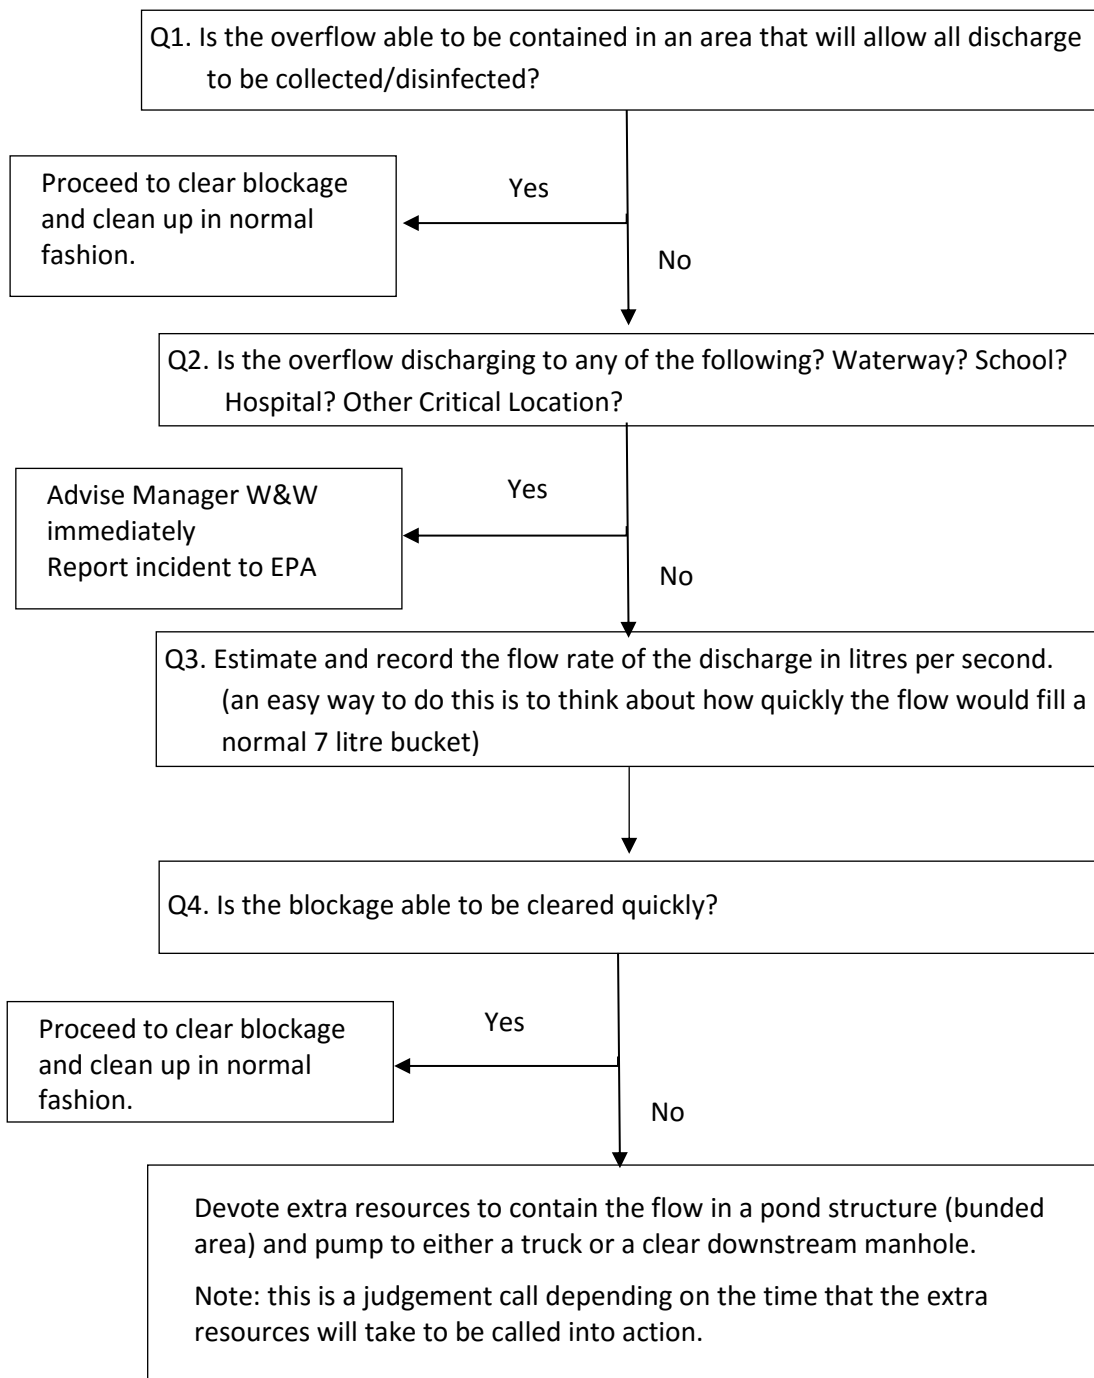 Q1. Is the overflow able to be contained in an area that will allow all discharge
to be collected/disinfected?
Proceed to clear blockage
and clean up in normal
fashion.
Yes
No
Q2. Is the overflow discharging to any of the following? Waterway? School?
Hospital? Other Critical Location?
Advise Manager W&W
immediately
Report incident to EPA
Yes
No
Q3. Estimate and record the flow rate of the discharge in litres per second.
(an easy way to do this is to think about how quickly the flow would fill a
normal 7 litre bucket)
Q4. Is the blockage able to be cleared quickly?
Proceed to clear blockage
and clean up in normal
fashion.
Yes
No
Devote extra resources to contain the flow in a pond structure (bunded
area) and pump to either a truck or a clear downstream manhole.
Note: this is a judgement call depending on the time that the extra
resources will take to be called into action.